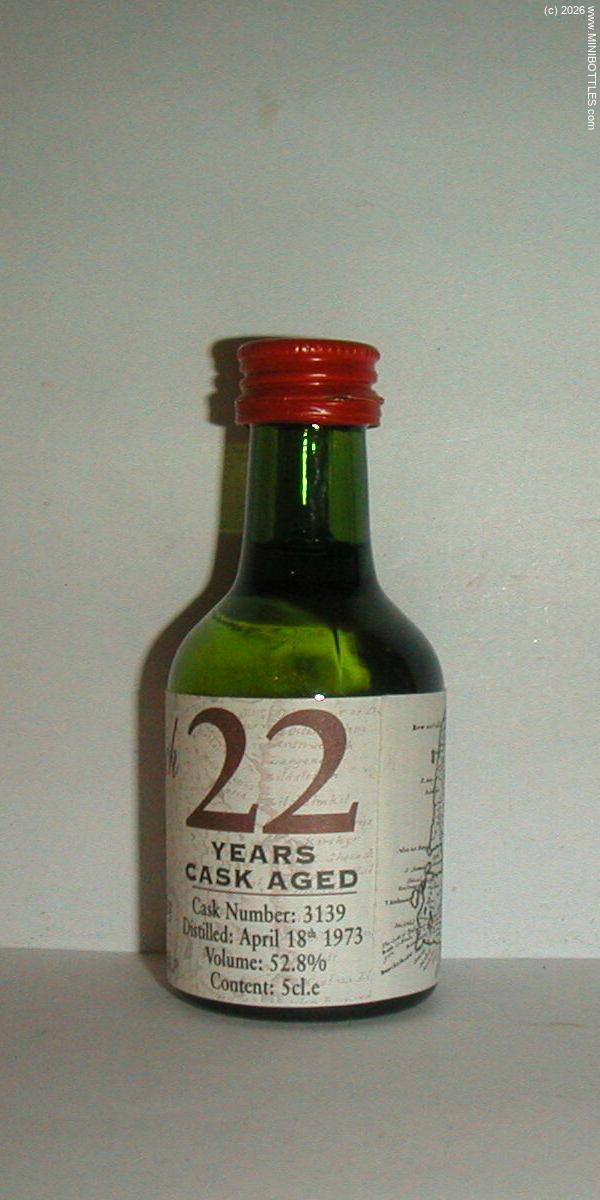 (c) 2026 www.MINIBOTTLES.com
22
YEARS
CASK AGED
Cask Number: 3139
Distilled: April 18th 1973
Volume: 52.8%
Content: 5cl.e